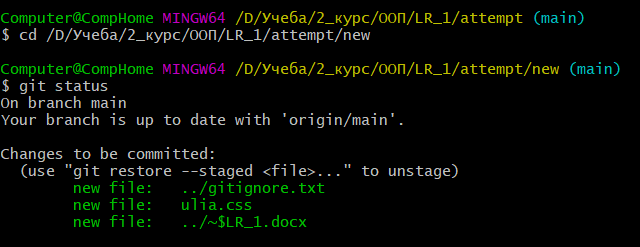 Computer@CompHome MINGW64 /D/Учеба/2_курс/ООП/LR_1/attempt (main)
$ cd /D/Учеба/2_курс/ООП/LR_1/attempt/new
Computer@CompHome MINGW64 /D/Учеба/2_курс/ООП/LR_1/attempt/new (main)
$ git status
On branch main
Your branch is up to date with 'origin/main'.
Changes to be committed:
(use "git restore --staged <file>..." to unstage)
new file: ../gitignore.txt
new file: ulia.css
new file: ../~$LR_1.docx